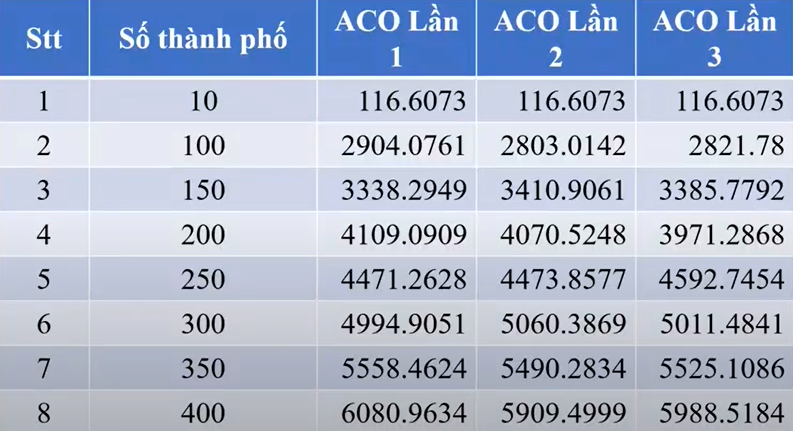 Stt Số thành phố ACO Lần 1 ACO Lần 2 ACO Lần 3
1 10 116.6073 116.6073 116.6073
2 100 2904.0761 2803.0142 2821.78
3 150 3338.2949 3410.9061 3385.7792
4 200 4109.0909 4070.5248 3971.2868
5 250 4471.2628 4473.8577 4592.7454
6 300 4994.9051 5060.3869 5011.4841
7 350 5558.4624 5490.2834 5525.1086
8 400 6080.9634 5909.4999 5988.5184